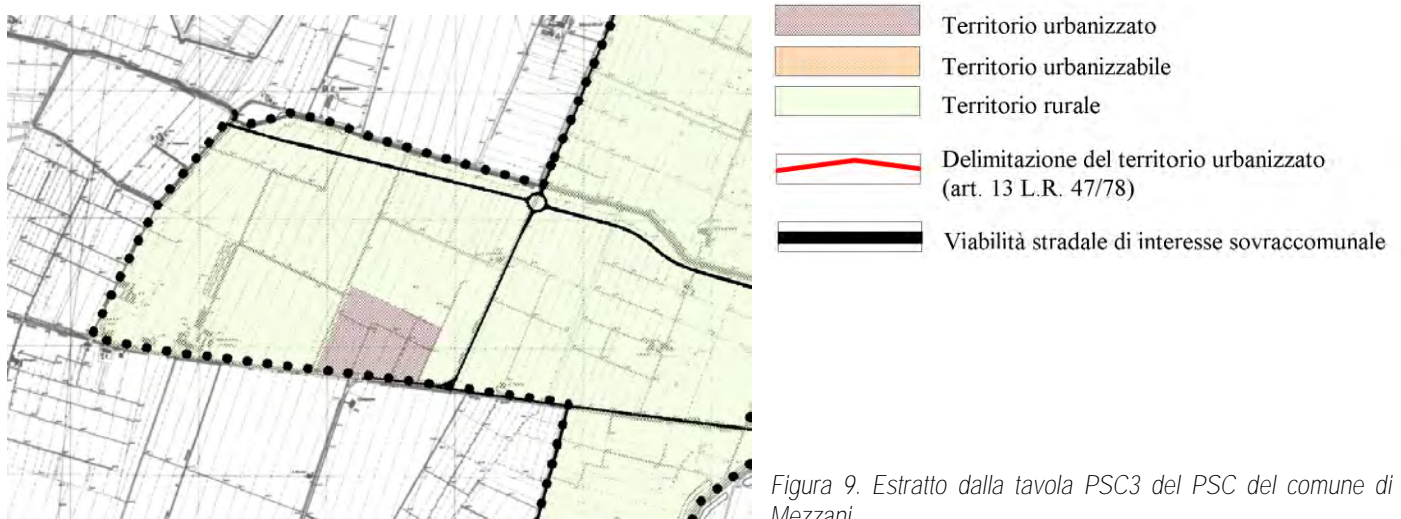 Territorio urbanizzato
Territorio urbanizzabile
Territorio rurale
Delimitazione del territorio urbanizzato
(art. 13 L.R. 47/78)
Viabilità stradale di interesse sovraccomunale
Figura 9. Estratto dalla tavola PSC3 del PSC del comune di
Mezzani